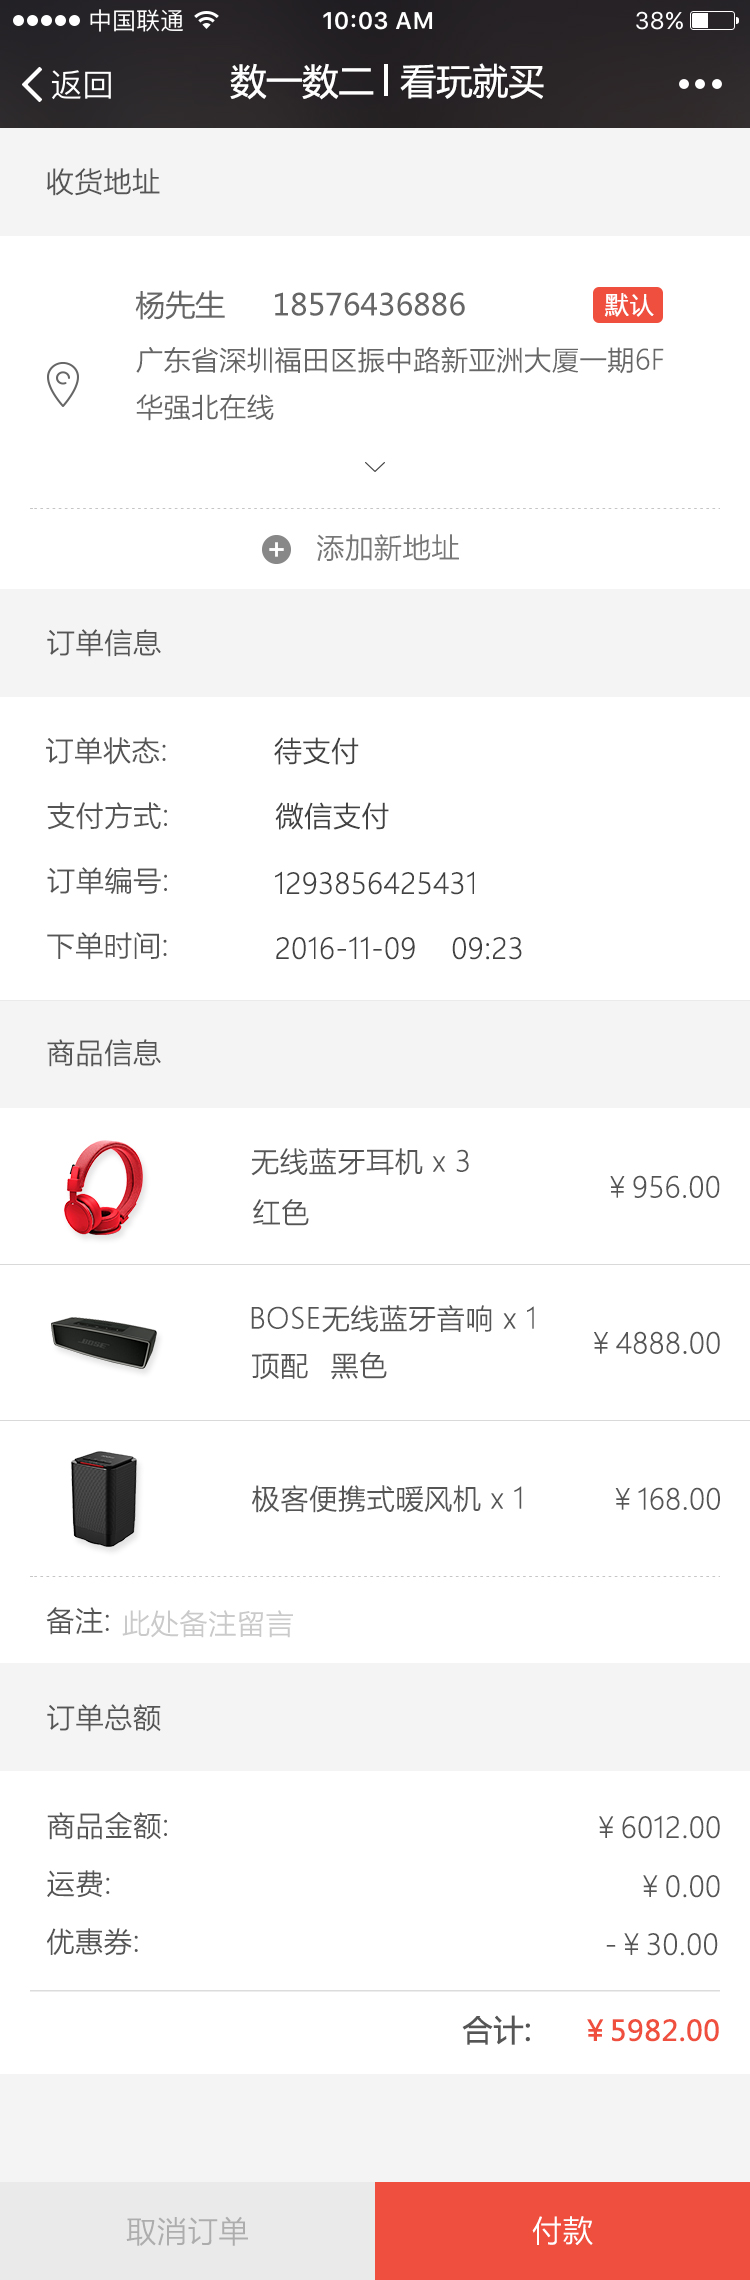 中国联通 10:03 AM 38%
返回 数一数二 | 看玩就买
收货地址
杨先生 18576436886 默认
广东省深圳福田区振中路新亚洲大厦一期6F
华强北在线
添加新地址
订单信息
订单状态: 待支付
支付方式: 微信支付
订单编号: 1293856425431
下单时间: 2016-11-09 09:23
商品信息
无线蓝牙耳机 x 3
红色
¥ 956.00
BOSE无线蓝牙音响 x 1
顶配 黑色
¥ 4888.00
BOSE
极客便携式暖风机 x 1
¥ 168.00
备注: 此处备注留言
订单总额
商品金额: ¥ 6012.00
运费: ¥ 0.00
优惠券: - ¥ 30.00
合计: ¥ 5982.00
取消订单 付款